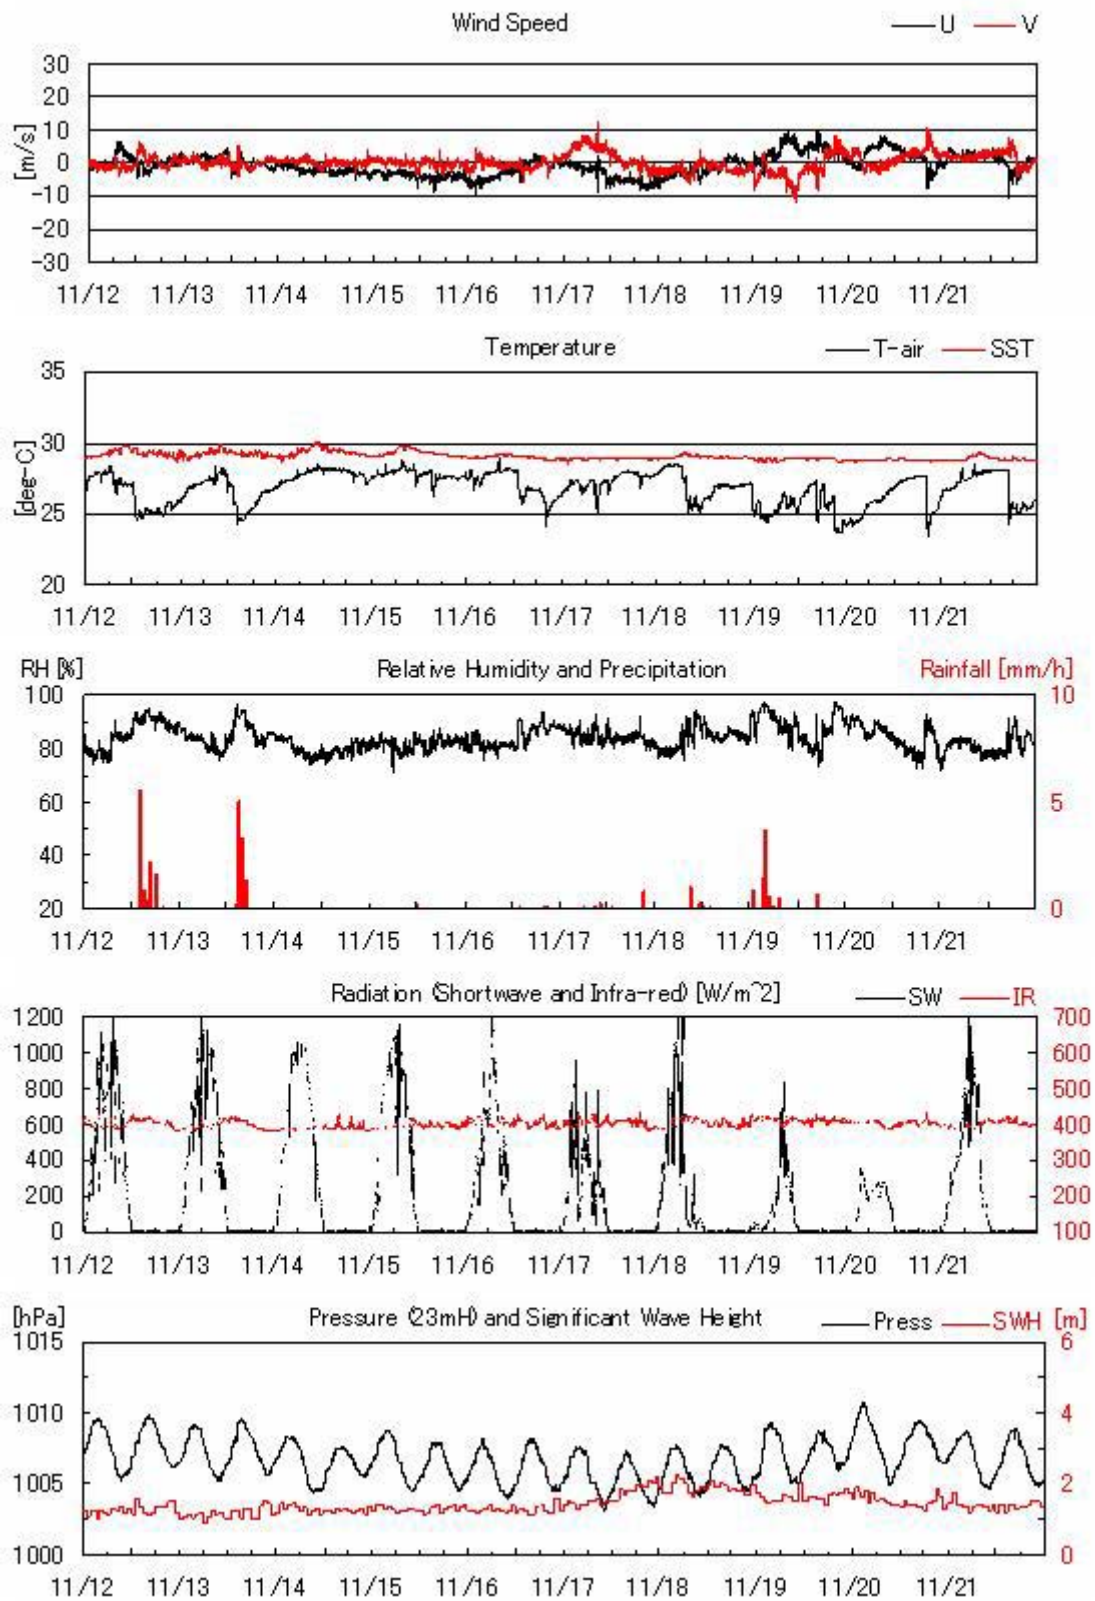 Wind Speed — U — V
30
20
10
0
-10
-20
-30
[m/s]
11/12 11/13 11/14 11/15 11/16 11/17 11/18 11/19 11/20 11/21
Temperature — T-air — SST
35
30
25
20
[deg-C]
11/12 11/13 11/14 11/15 11/16 11/17 11/18 11/19 11/20 11/21
RH [%] Relative Humidity and Precipitation Rainfall [mm/h]
100 10
80
60 5
40
20 0
11/12 11/13 11/14 11/15 11/16 11/17 11/18 11/19 11/20 11/21
Radiation (Shortwave and Infra-red) [W/m^2] — SW — IR
1200 700
1000 600
800 500
600 400
400 300
200 200
0 100
11/12 11/13 11/14 11/15 11/16 11/17 11/18 11/19 11/20 11/21
[hPa] Pressure (23mH) and Significant Wave Height — Press — SWH [m]
1015 6
1010 4
1005 2
1000 0
11/12 11/13 11/14 11/15 11/16 11/17 11/18 11/19 11/20 11/21